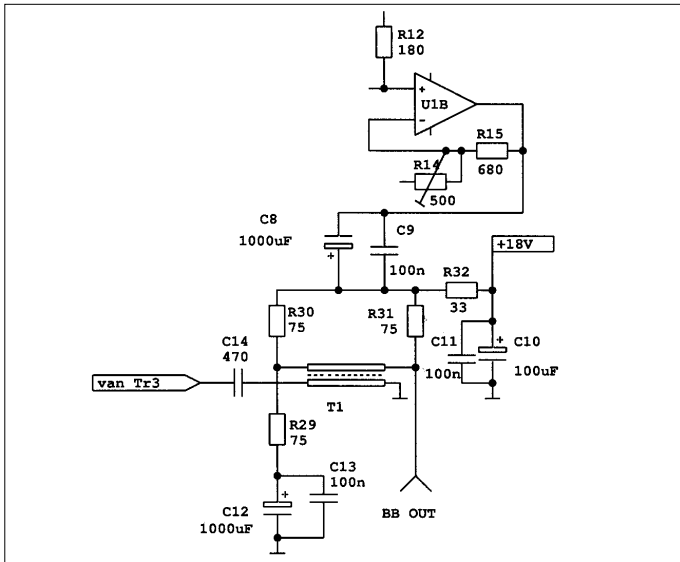 R12
180
+
U1B
-
R15
680
R14
500
C8
1000uF
+
C9
100n
+18V
R32
33
R30
75
R31
75
C11
100n
+
C10
100uF
C14
470
van Tr3
T1
R29
75
C13
100n
+
C12
1000uF
BB OUT